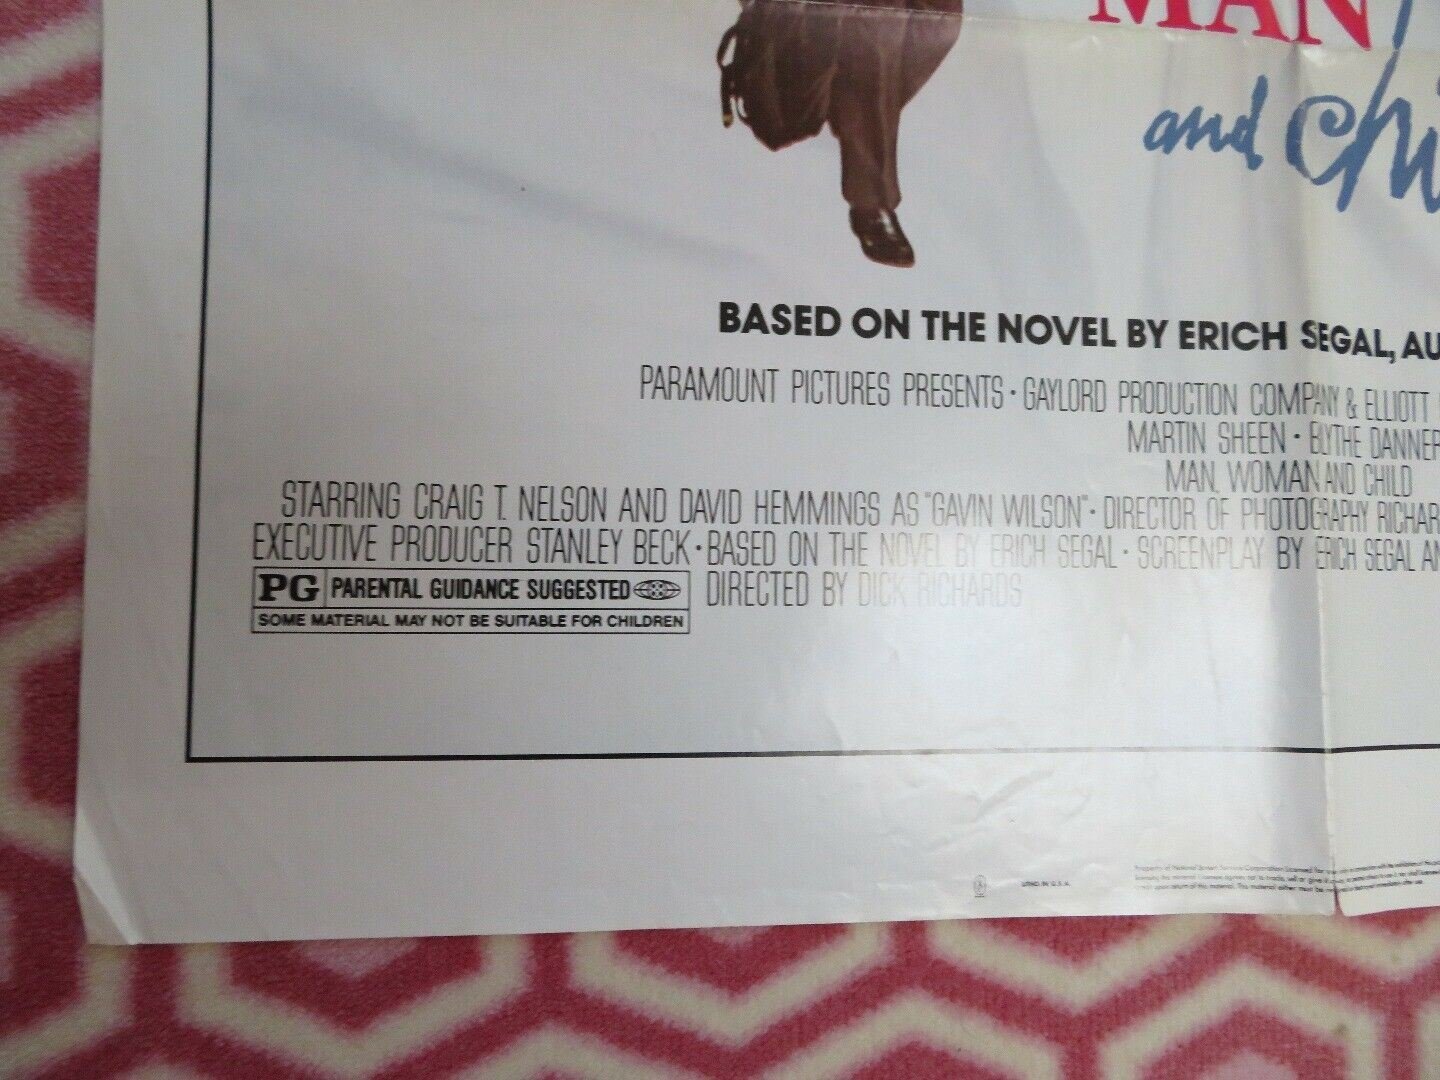 MAN
and chi
BASED ON THE NOVEL BY ERICH SEGAL, AU
PARAMOUNT PICTURES PRESENTS · GAYLORD PRODUCTION COMPANY & ELLIOTT
MARTIN SHEEN · BLYTHE DANNER
MAN, WOMAN AND CHILD
STARRING CRAIG T. NELSON AND DAVID HEMMINGS AS "GAVIN WILSON" · DIRECTOR OF PHOTOGRAPHY RICHAR
EXECUTIVE PRODUCER STANLEY BECK · BASED ON THE NOVEL BY ERICH SEGAL · SCREENPLAY BY ERICH SEGAL AN
DIRECTED BY DICK RICHARDS
PG PARENTAL GUIDANCE SUGGESTED
SOME MATERIAL MAY NOT BE SUITABLE FOR CHILDREN
LITHO. IN U.S.A.